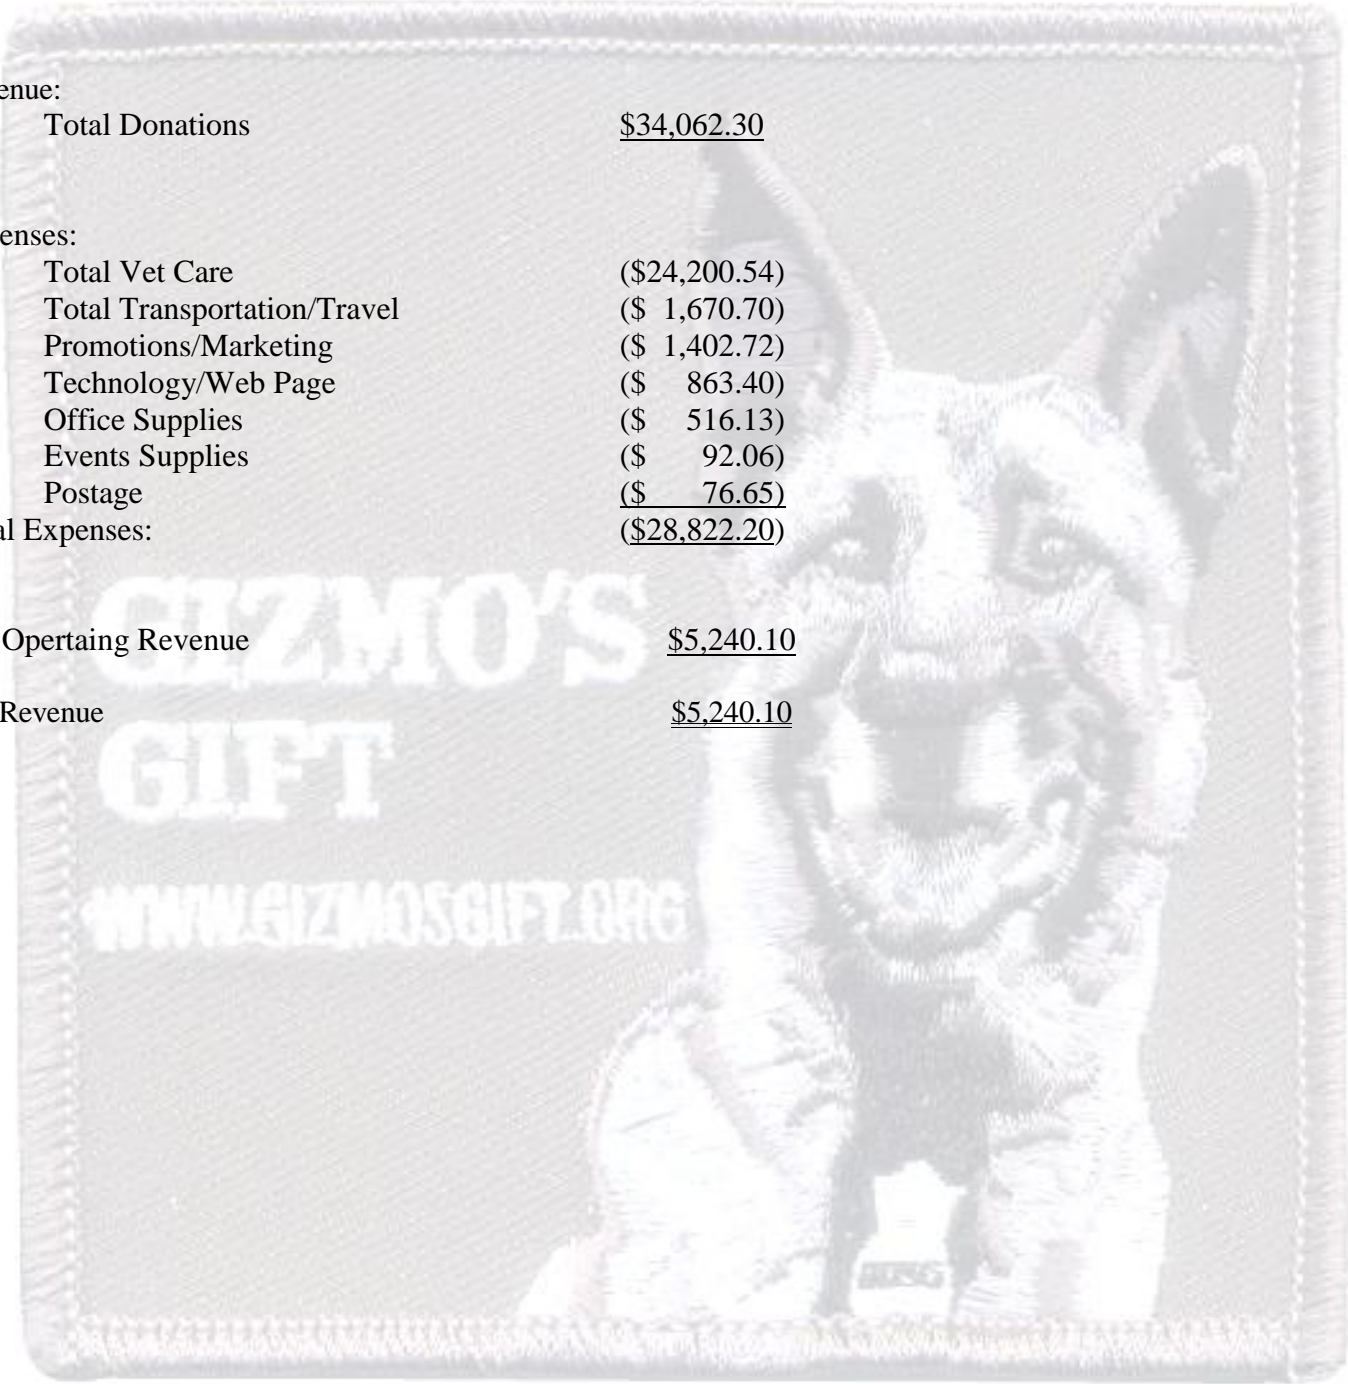 enue:
Total Donations $34,062.30
enses:
Total Vet Care ($24,200.54)
Total Transportation/Travel ($ 1,670.70)
Promotions/Marketing ($ 1,402.72)
Technology/Web Page ($ 863.40)
Office Supplies ($ 516.13)
Events Supplies ($ 92.06)
Postage ($ 76.65)
al Expenses: ($28,822.20)
Opertaing Revenue $5,240.10
Revenue $5,240.10
GIZMO'S
GIFT
WWW.GIZMOSGIFT.ORG